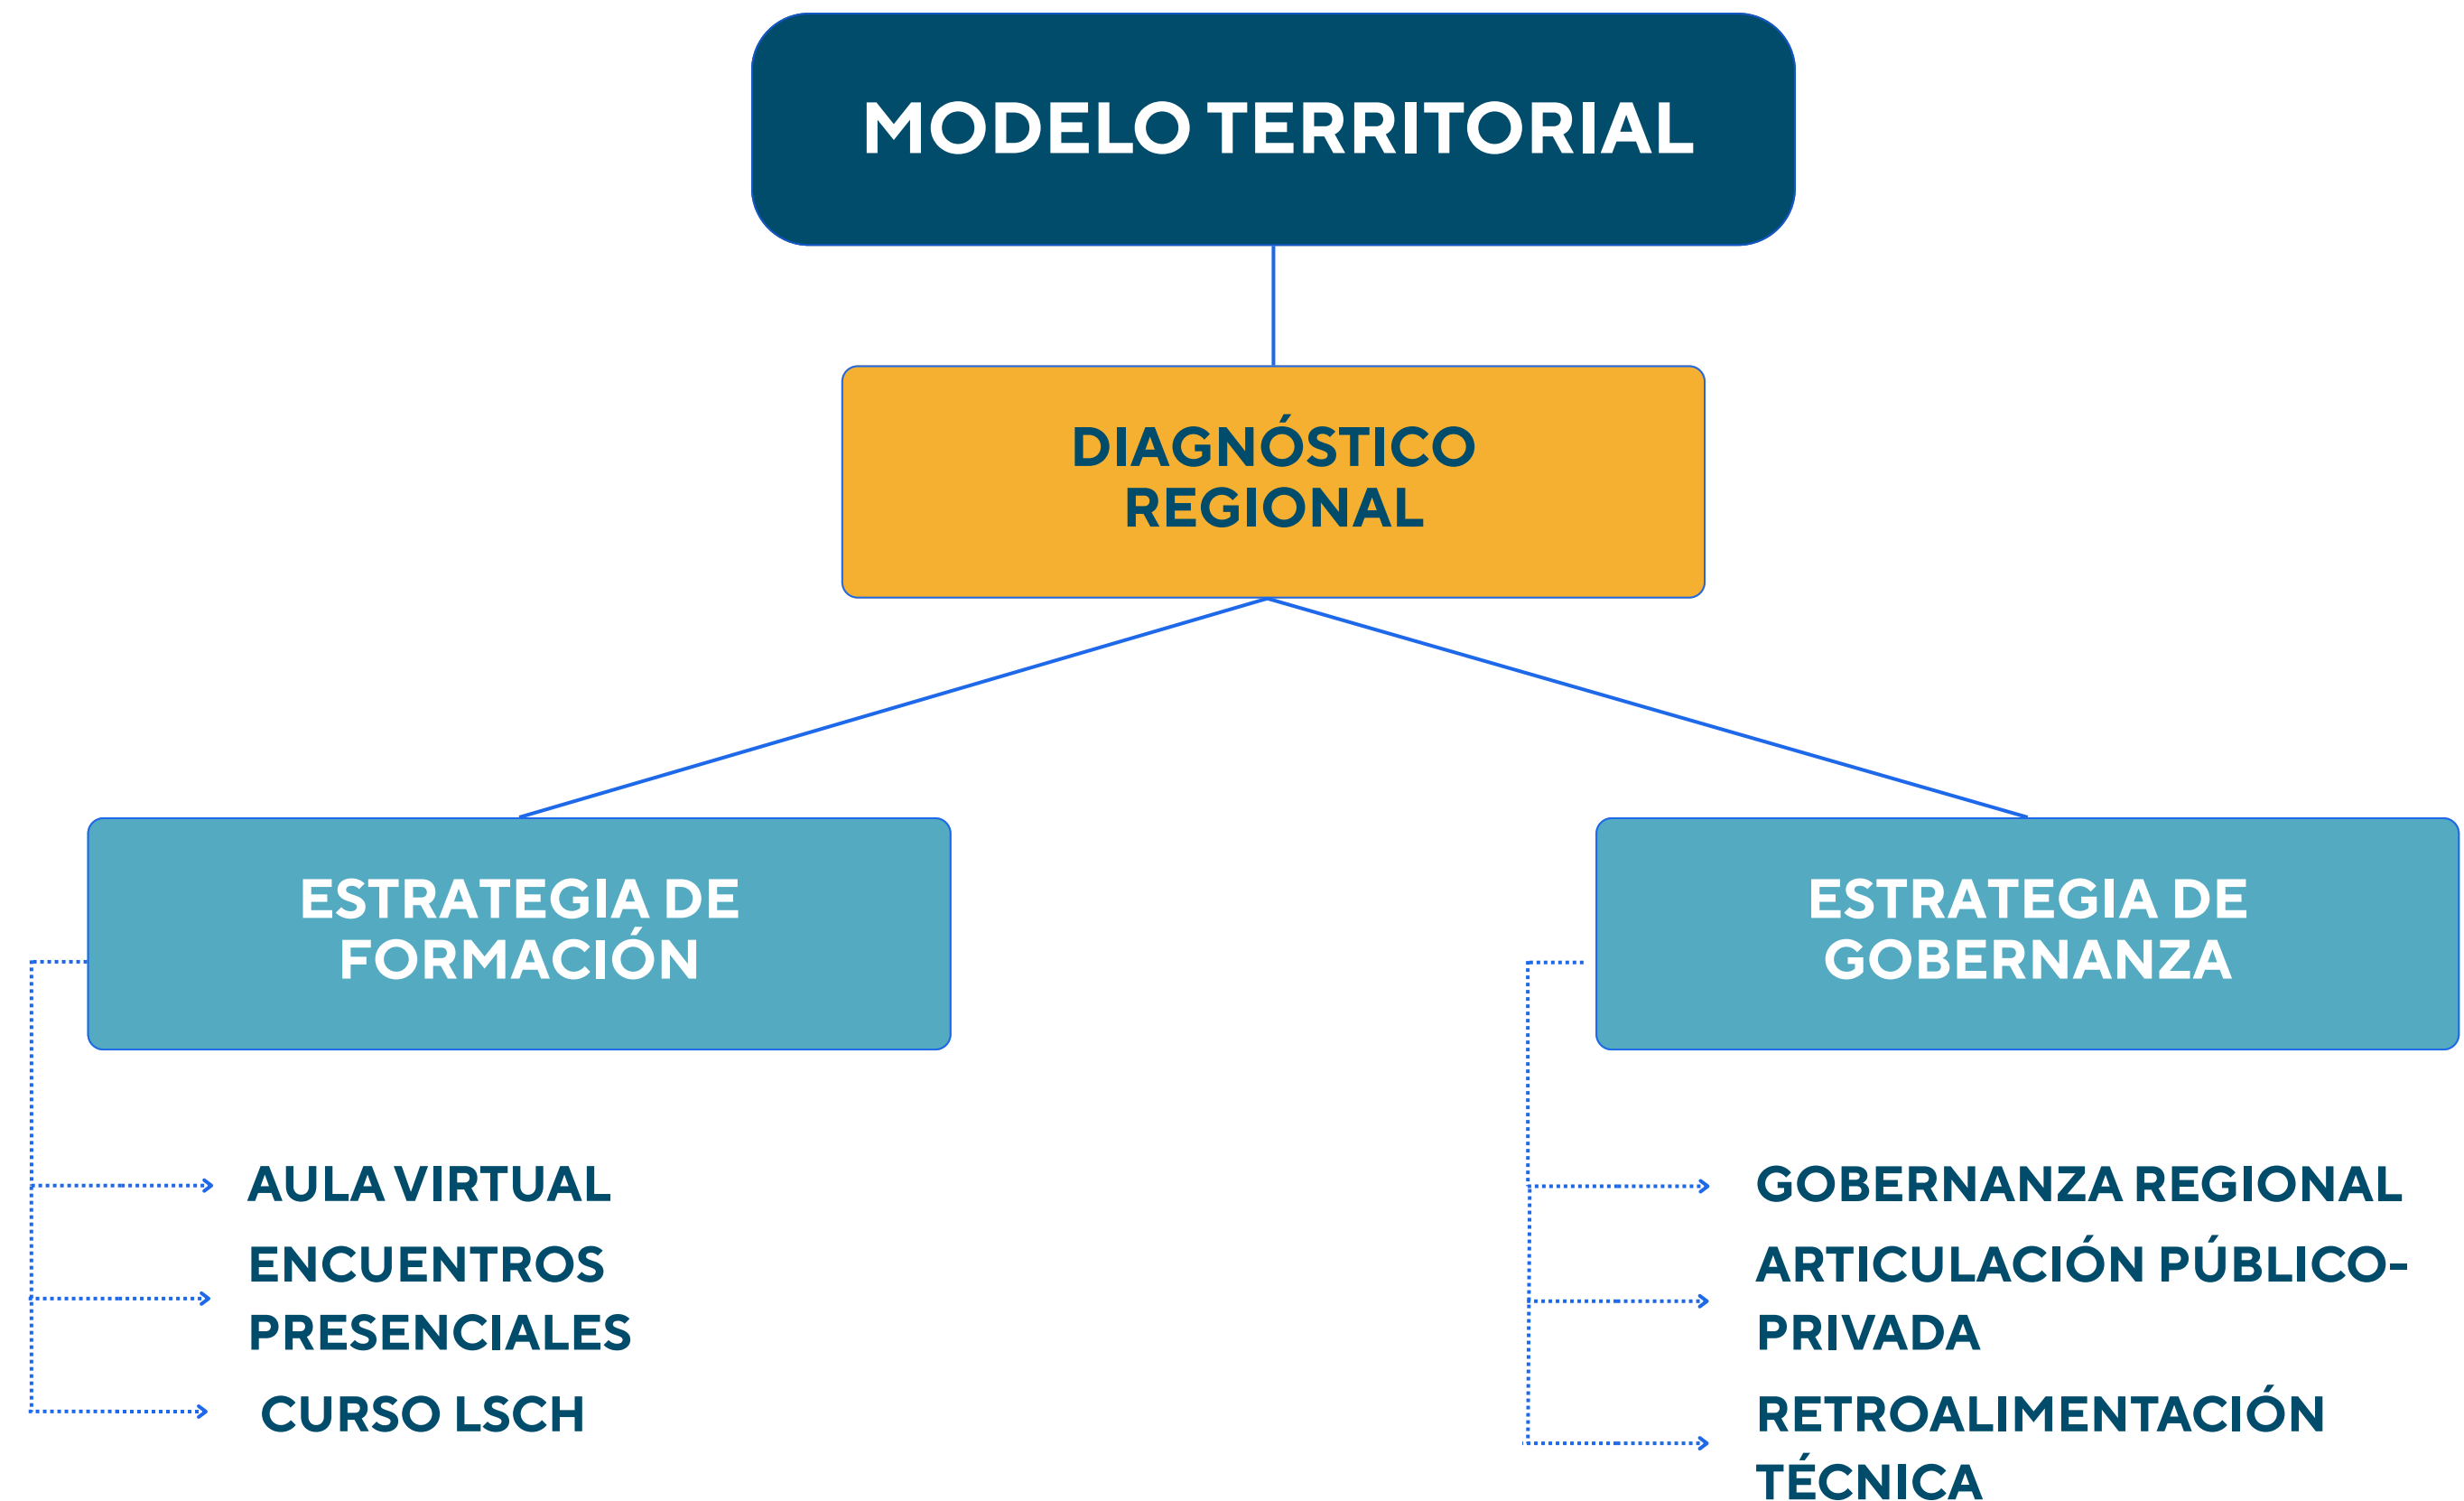 MODELO TERRITORIAL
DIAGNÓSTICO
REGIONAL
ESTRATEGIA DE
FORMACIÓN
AULA VIRTUAL
ENCUENTROS
PRESENCIALES
CURSO LSCH
ESTRATEGIA DE
GOBERNANZA
GOBERNANZA REGIONAL
ARTICULACIÓN PÚBLICO-
PRIVADA
RETROALIMENTACIÓN
TÉCNICA